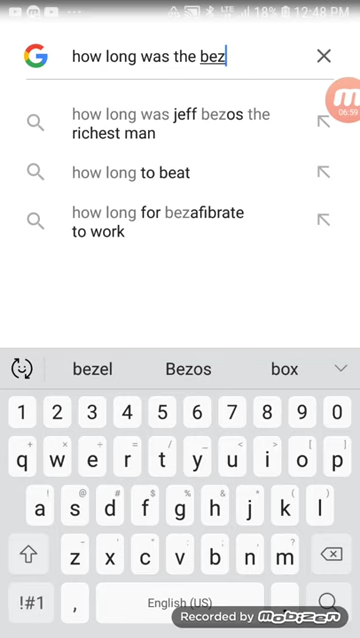 LTE 18% 12:48 PM
how long was the bez
how long was jeff bezos the
richest man
06:59
how long to beat
how long for bezafibrate
to work
bezel Bezos box
1 2 3 4 5 6 7 8 9 0
+ × ÷ = / _ < > [ ]
q w e r t y u i o p
! @ # $ % & * ( )
a s d f g h j k l
- ' " : ; , ?
z x c v b n m
!#1 , English (US) .
Recorded by MOBIZEN